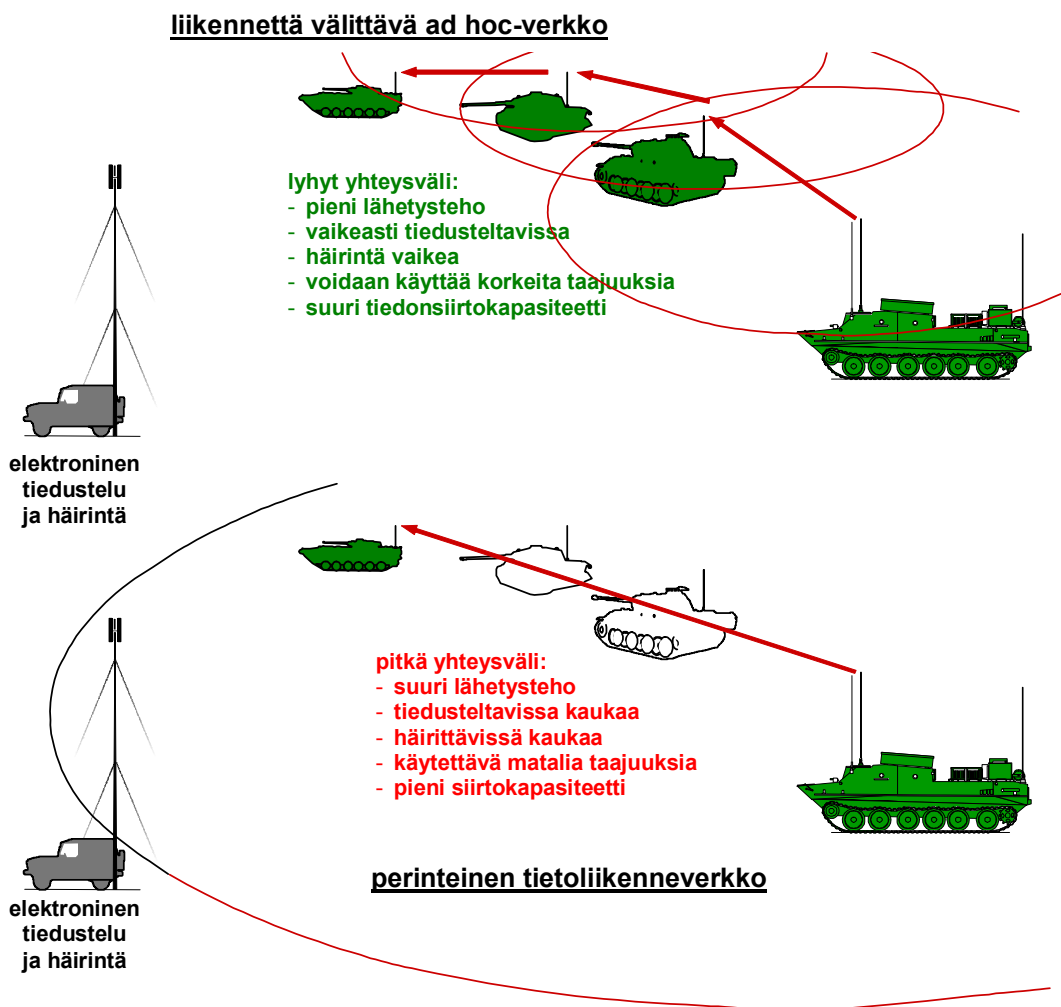 liikennettä välittävä ad hoc-verkko
lyhyt yhteysväli:
- pieni lähetysteho
- vaikeasti tiedusteltavissa
- häirintä vaikea
- voidaan käyttää korkeita taajuuksia
- suuri tiedonsiirtokapasiteetti
elektroninen
tiedustelu
ja häirintä
pitkä yhteysväli:
- suuri lähetysteho
- tiedusteltavissa kaukaa
- häirittävissä kaukaa
- käytettävä matalia taajuuksia
- pieni siirtokapasiteetti
perinteinen tietoliikenneverkko
elektroninen
tiedustelu
ja häirintä